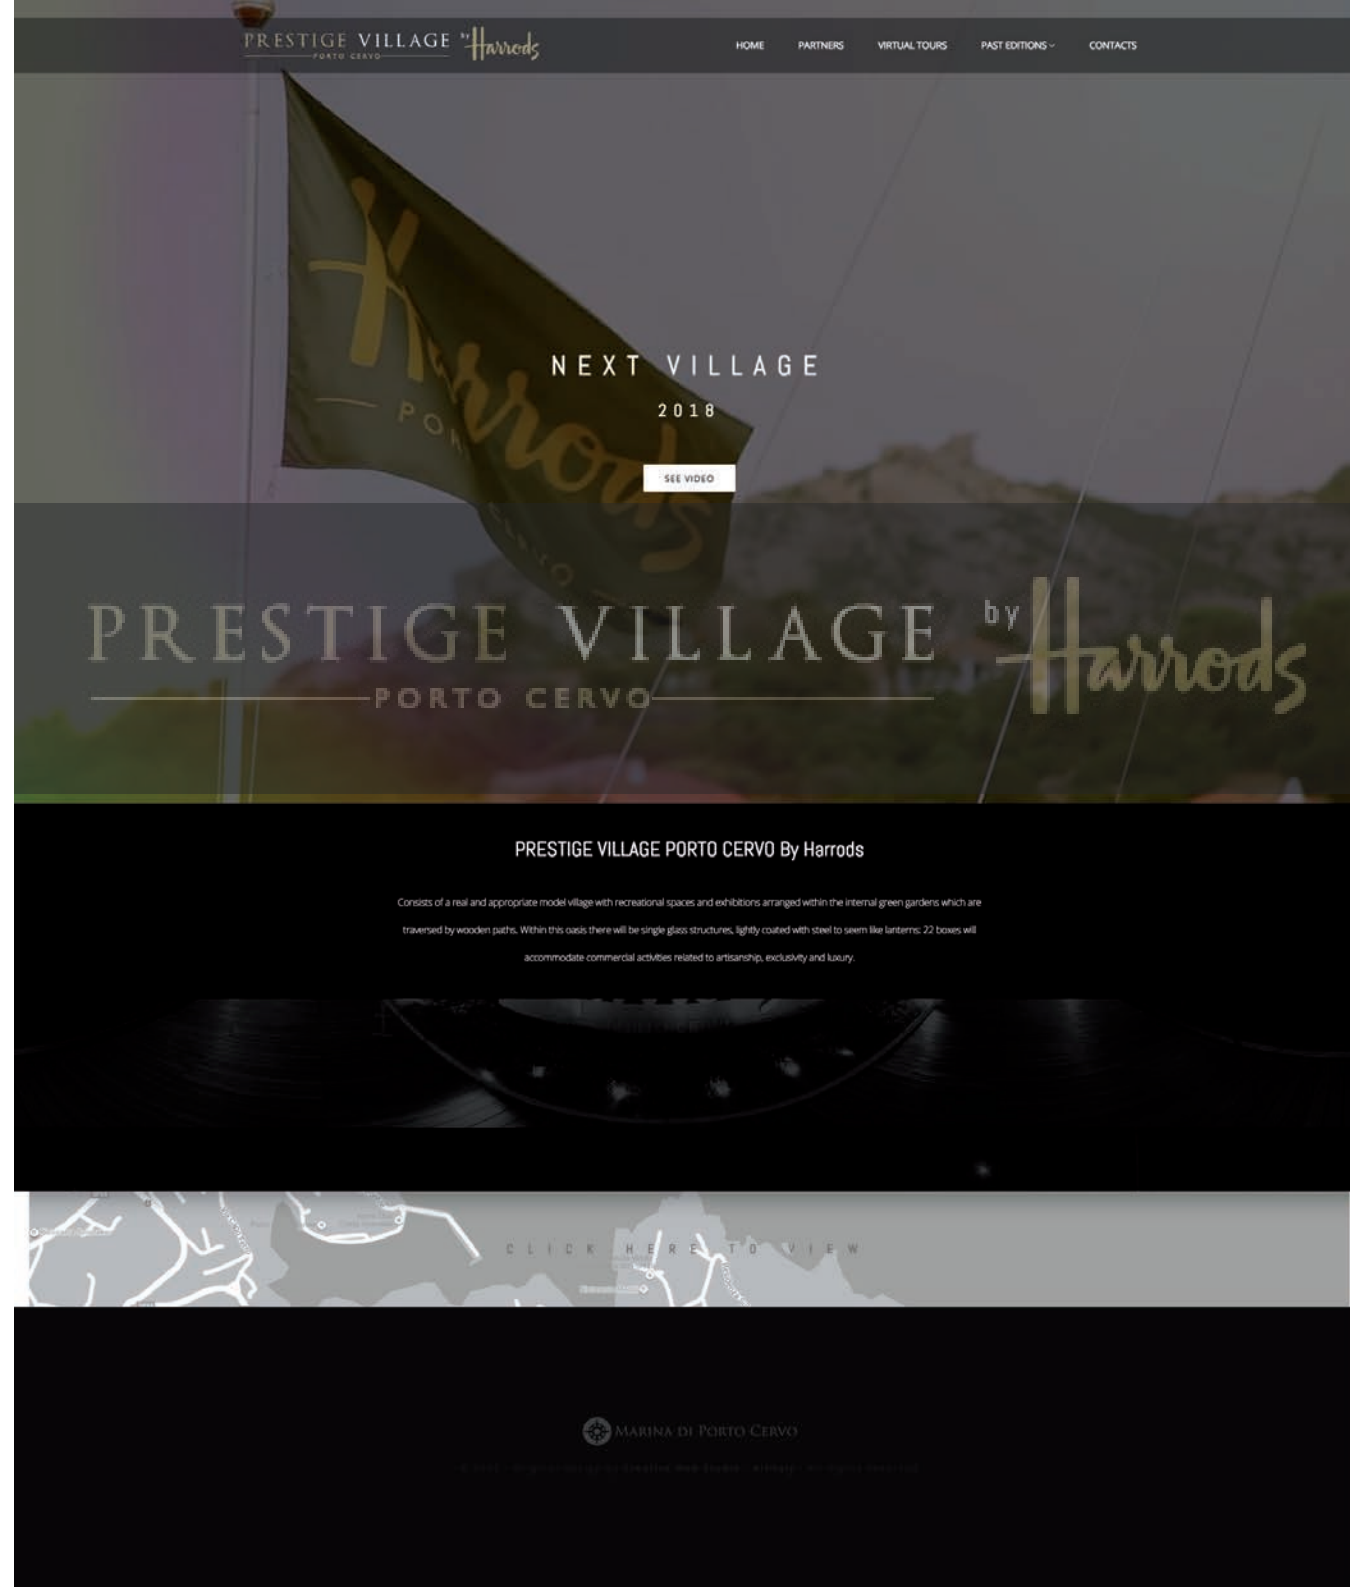 PRESTIGE VILLAGE by Harrods
PORTO CERVO
HOME PARTNERS VIRTUAL TOURS PAST EDITIONS CONTACTS
Harrods
PORTO CERVO
NEXT VILLAGE
2018
SEE VIDEO
PRESTIGE VILLAGE by Harrods
PORTO CERVO
PRESTIGE VILLAGE PORTO CERVO By Harrods
Consists of a real and appropriate model village with recreational spaces and exhibitions arranged within the internal green gardens which are
traversed by wooden paths. Within this oasis there will be single glass structures, lightly coated with steel to seem like lanterns: 22 boxes will
accommodate commercial activities related to artisanship, exclusivity and luxury.
CLICK HERE TO VIEW
MARINA DI PORTO CERVO